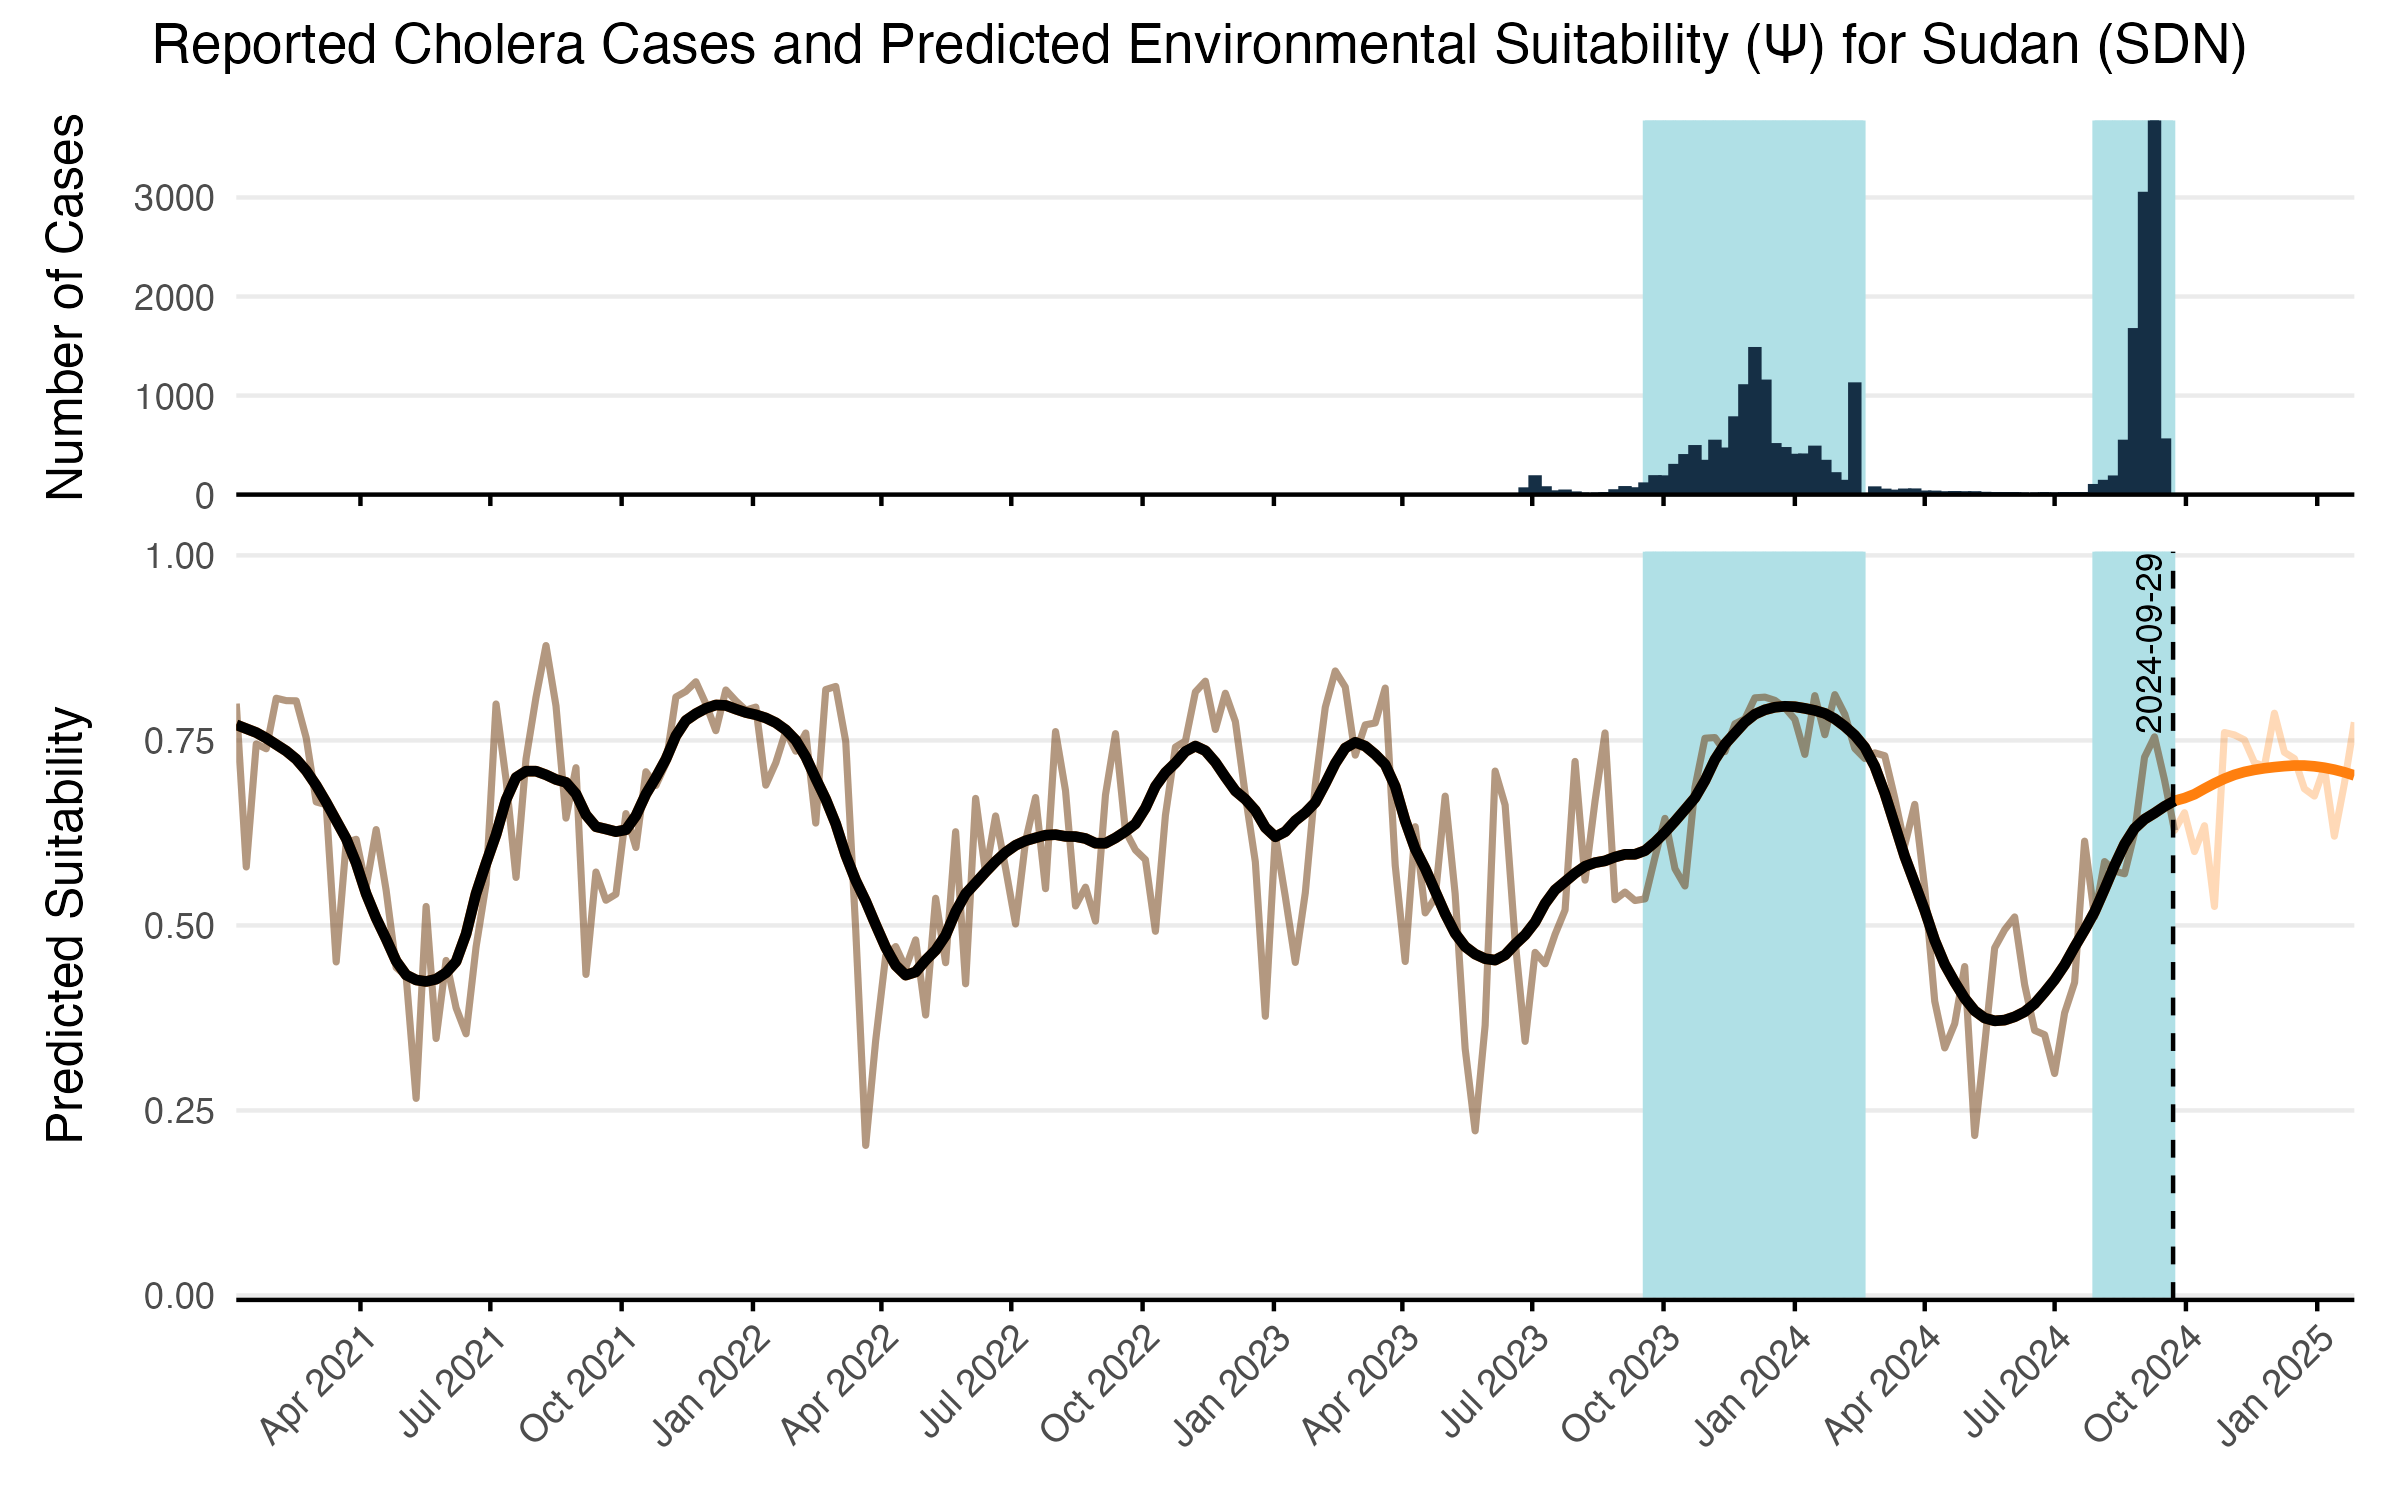 Reported Cholera Cases and Predicted Environmental Suitability (Ψ) for Sudan (SDN)
Number of Cases
3000
2000
1000
0
Predicted Suitability
1.00
0.75
0.50
0.25
0.00
2024-09-29
Apr 2021
Jul 2021
Oct 2021
Jan 2022
Apr 2022
Jul 2022
Oct 2022
Jan 2023
Apr 2023
Jul 2023
Oct 2023
Jan 2024
Apr 2024
Jul 2024
Oct 2024
Jan 2025